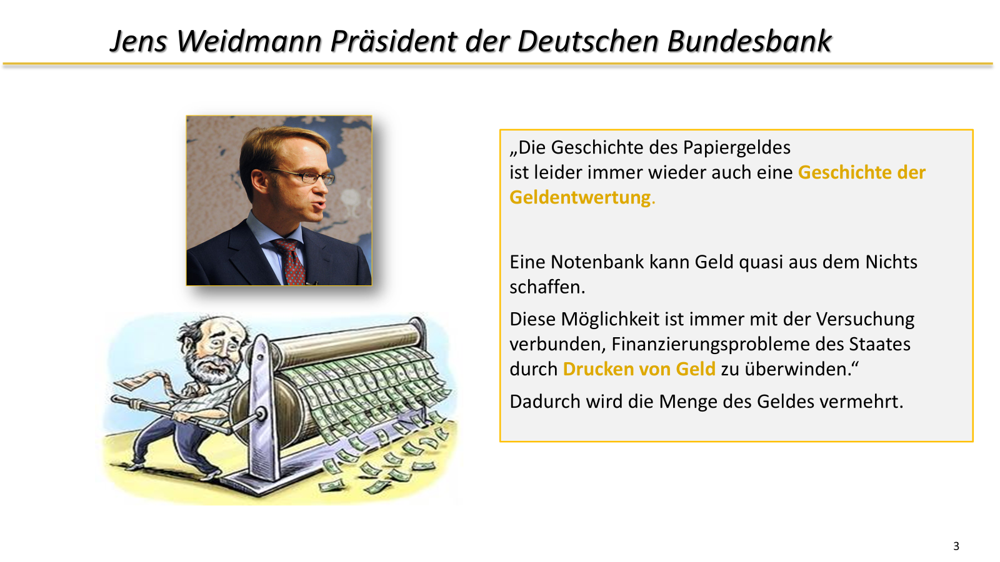 Jens Weidmann Präsident der Deutschen Bundesbank
„Die Geschichte des Papiergeldes
ist leider immer wieder auch eine Geschichte der
Geldentwertung.
Eine Notenbank kann Geld quasi aus dem Nichts
schaffen.
Diese Möglichkeit ist immer mit der Versuchung
verbunden, Finanzierungsprobleme des Staates
durch Drucken von Geld zu überwinden.“
Dadurch wird die Menge des Geldes vermehrt.
3